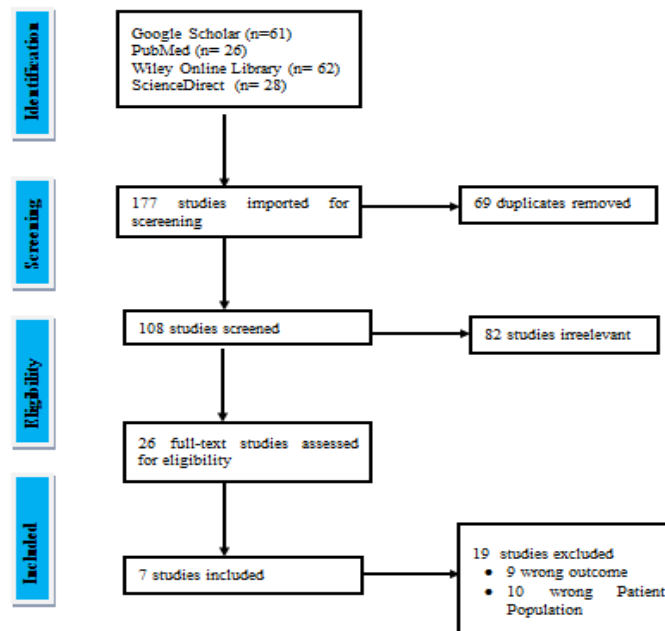 Identification
Google Scholar (n=61)
PubMed (n= 26)
Wiley Online Library (n= 62)
ScienceDirect (n= 28)
Screening
177 studies imported for
scereening
69 duplicates removed
108 studies screened
82 studies irreelevant
Eligibility
26 full-text studies assessed
for eligibility
Included
7 studies included
19 studies excluded
• 9 wrong outcome
• 10 wrong Patient
Population